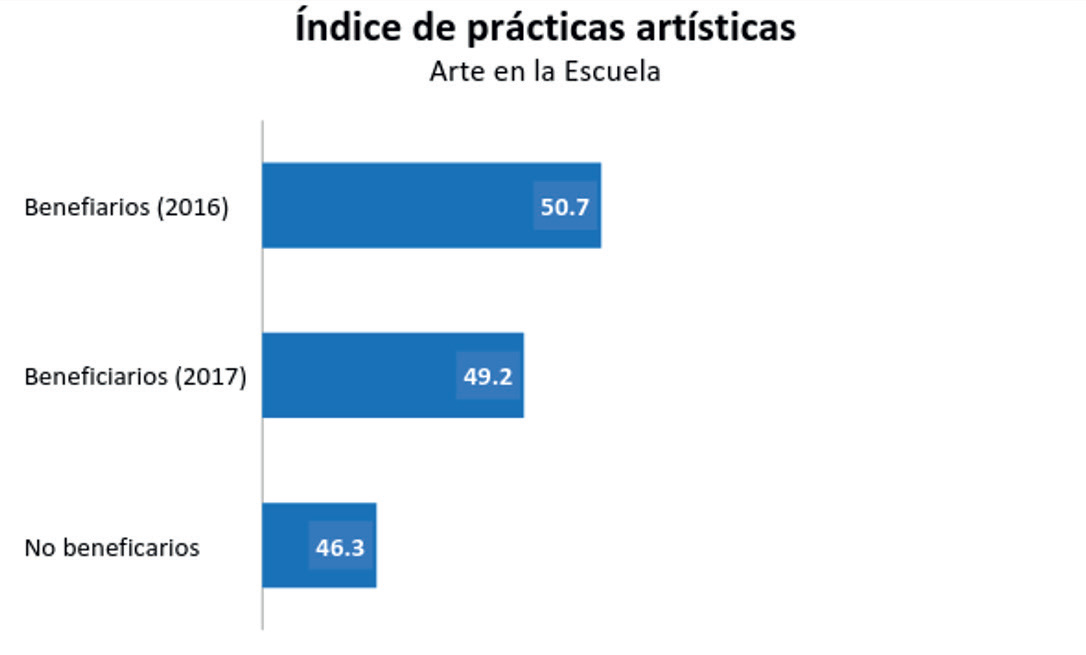 Índice de prácticas artísticas
Arte en la Escuela
Benefiarios (2016)
50.7
Beneficiarios (2017)
49.2
No beneficarios
46.3